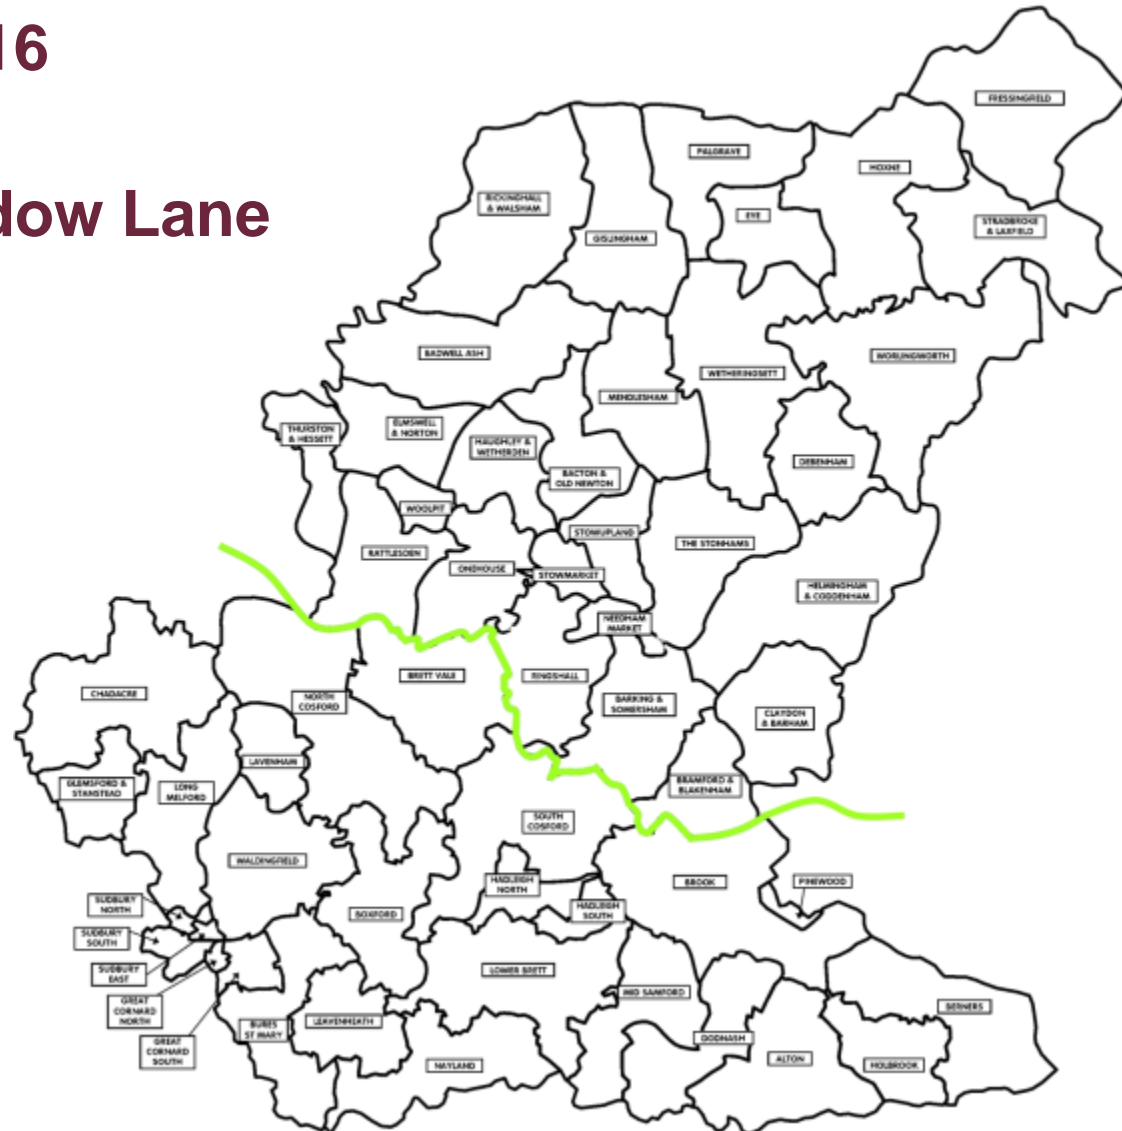 16
dow Lane
FRESSINGFIELD
PALGRAVE
HOXNE
RICKINGHALL
& WALSHAM
EYE
STRADBROKE
& LAXFIELD
GISLINGHAM
BADWELL ASH
WORLINGWORTH
WETHERINGSETT
MENDLESHAM
THURSTON
& HESSETT
ELMSWELL
& NORTON
HAUGHLEY &
WETHERDEN
DEBENHAM
BACTON &
OLD NEWTON
WOOLPIT
STOWUPLAND
THE STONHAMS
RATTLESDEN
ONEHOUSE
STOWMARKET
HELMINGHAM
& CODDENHAM
NEEDHAM
MARKET
BRETT VALE
RINGSHALL
CHADACRE
NORTH
COSFORD
BARKING &
SOMERSHAM
CLAYDON
& BARHAM
LAVENHAM
GLEMSFORD &
STANSTEAD
LONG
MELFORD
BRAMFORD &
BLAKENHAM
SOUTH
COSFORD
WALDINGFIELD
HADLEIGH
NORTH
BROOK
PINEWOOD
SUDBURY
NORTH
BOXFORD
HADLEIGH
SOUTH
SUDBURY
SOUTH
SUDBURY
EAST
LOWER BRETT
MID SAMFORD
GREAT
CORNARD
NORTH
BERNERS
BURES
ST MARY
LEAVENHEATH
DODNASH
GREAT
CORNARD
SOUTH
ALTON
NAYLAND
HOLBROOK